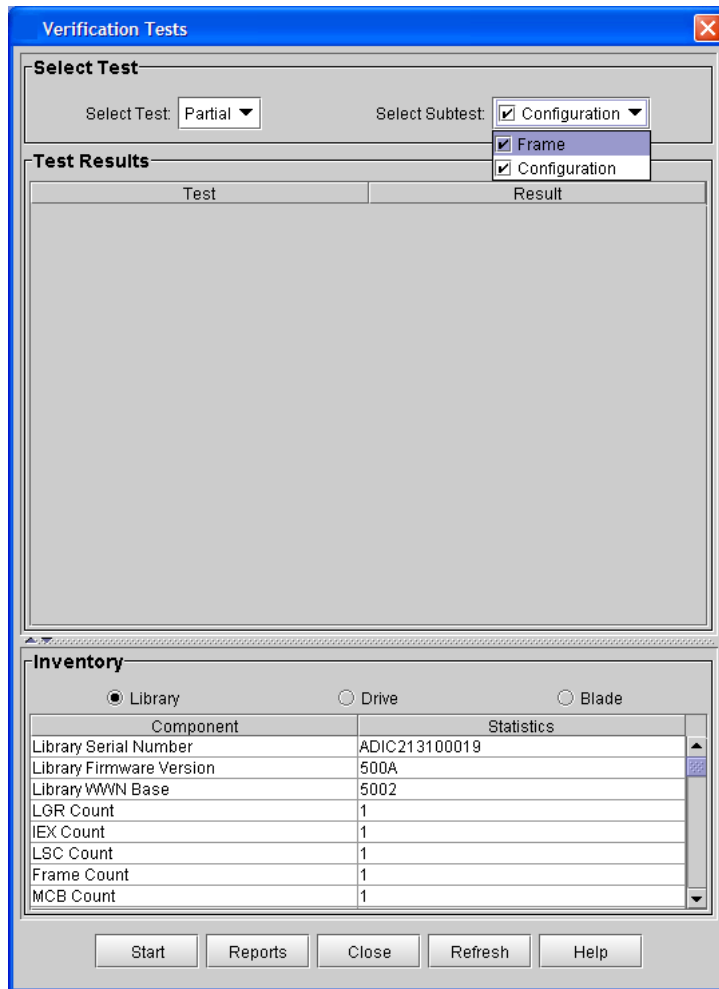 Verification Tests
Select Test
Select Test: Partial Select Subtest: Configuration
Frame
Configuration
Test Results
Test Result
Inventory
Library Drive Blade
Component Statistics
Library Serial Number ADIC213100019
Library Firmware Version 500A
Library WWN Base 5002
LGR Count 1
IEX Count 1
LSC Count 1
Frame Count 1
MCB Count 1
Start Reports Close Refresh Help